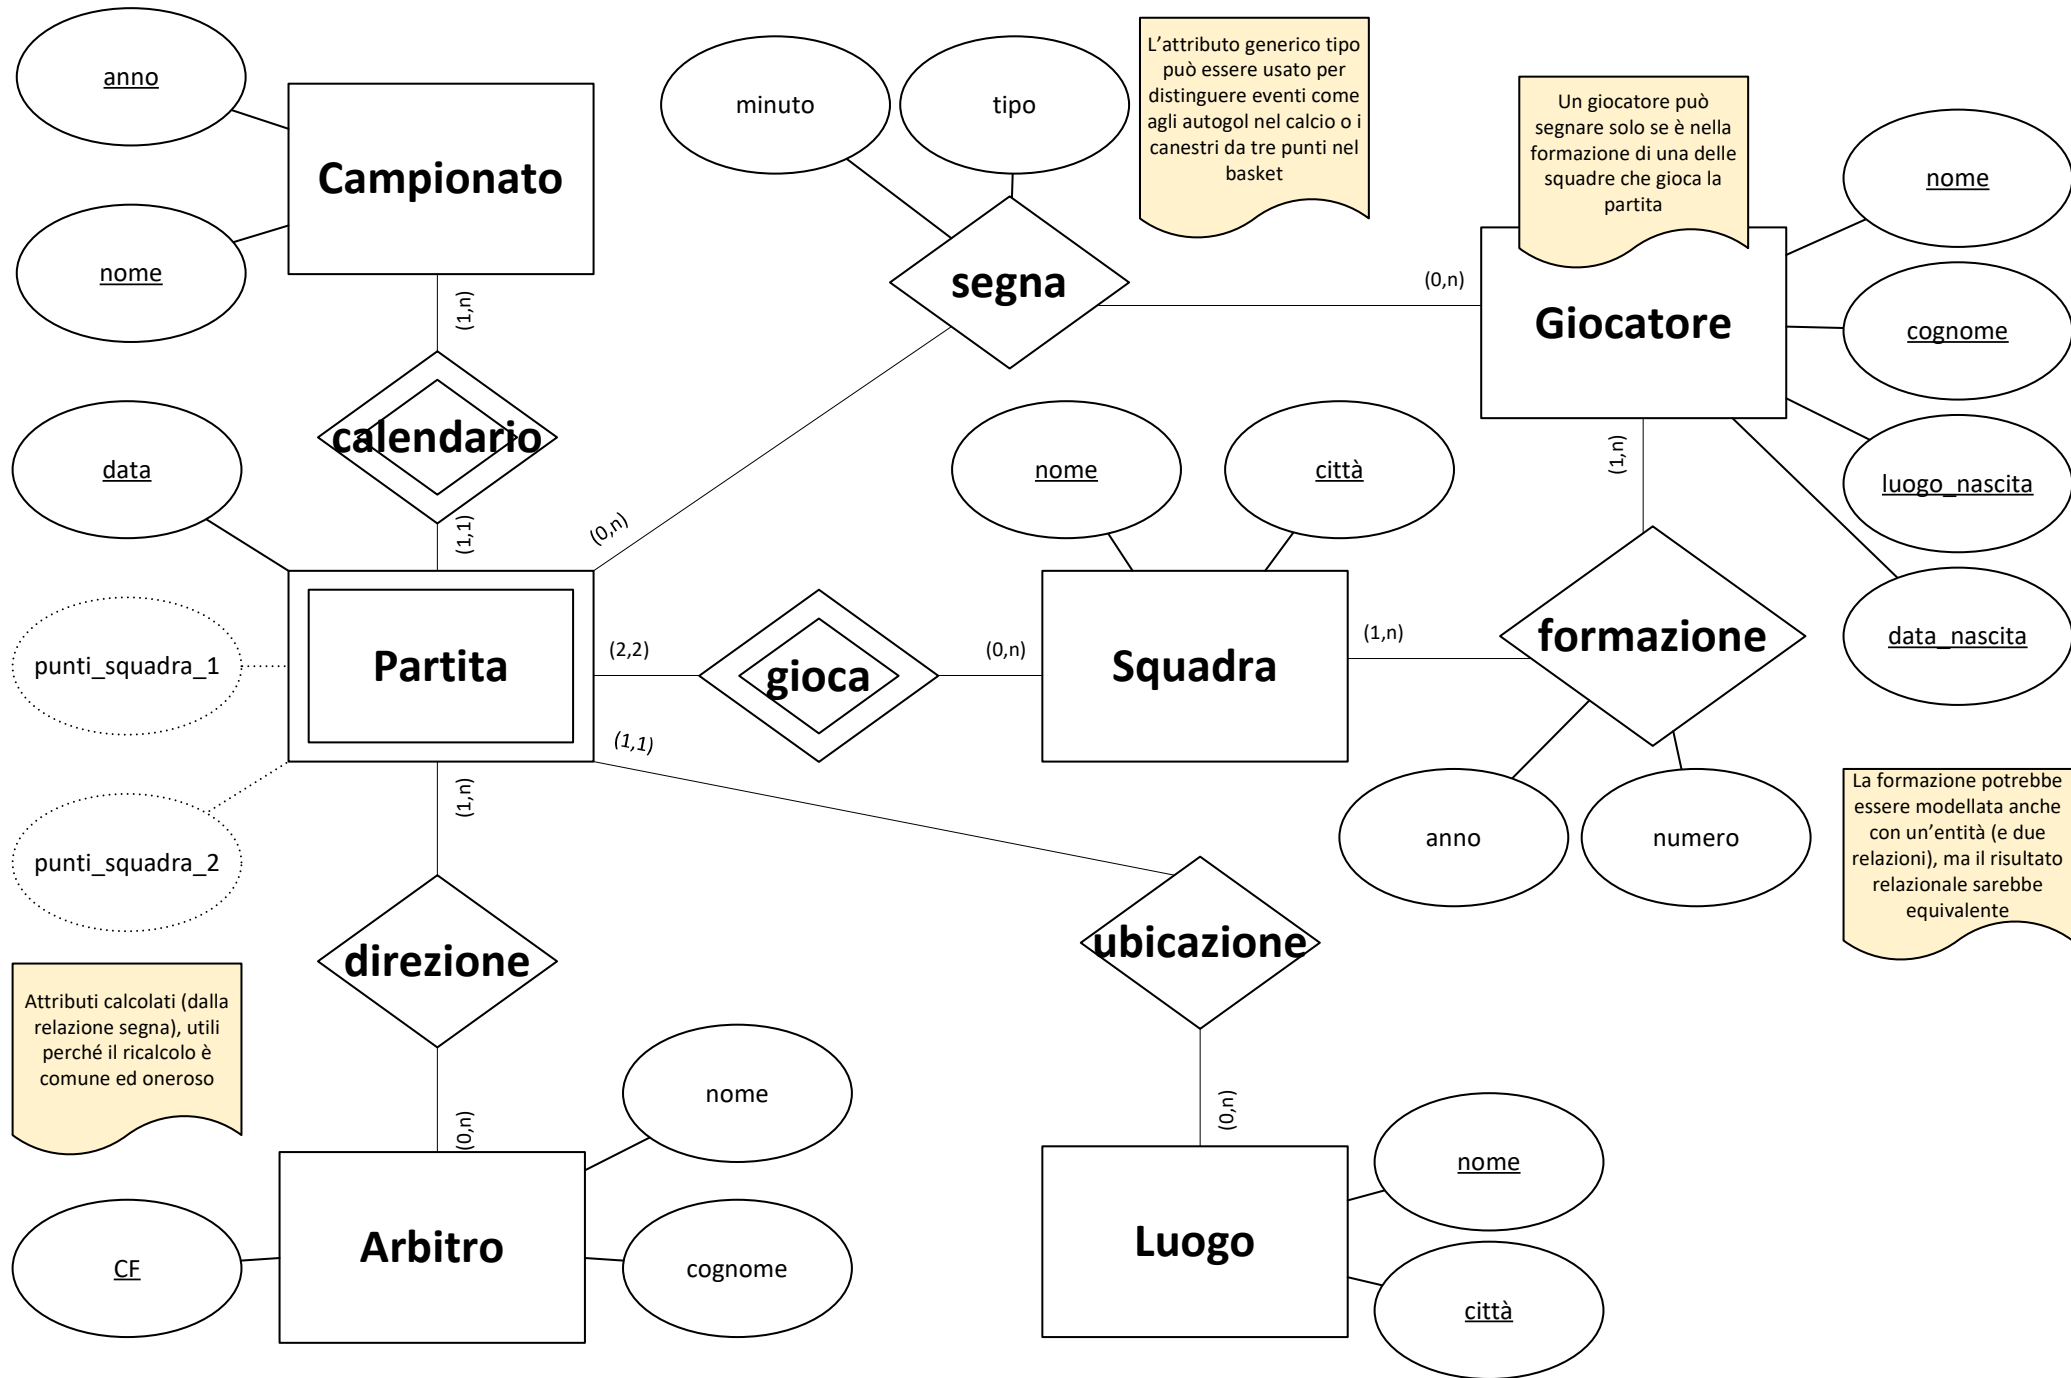 anno
nome
Campionato
(1,n)
calendario
(1,1)
data
punti_squadra_1
punti_squadra_2
Partita
(0,n)
(2,2)
(1,1)
(1,n)
minuto
tipo
segna
(0,n)
L'attributo generico tipo
può essere usato per
distinguere eventi come
agli autogol nel calcio o i
canestri da tre punti nel
basket
Un giocatore può
segnare solo se è nella
formazione di una delle
squadre che gioca la
partita
Giocatore
nome
cognome
luogo_nascita
data_nascita
(1,n)
nome
città
gioca
(0,n)
Squadra
(1,n)
formazione
anno
numero
La formazione potrebbe
essere modellata anche
con un'entità (e due
relazioni), ma il risultato
relazionale sarebbe
equivalente
direzione
ubicazione
Attributi calcolati (dalla
relazione segna), utili
perché il ricalcolo è
comune ed oneroso
(0,n)
Arbitro
CF
nome
cognome
(0,n)
Luogo
nome
città